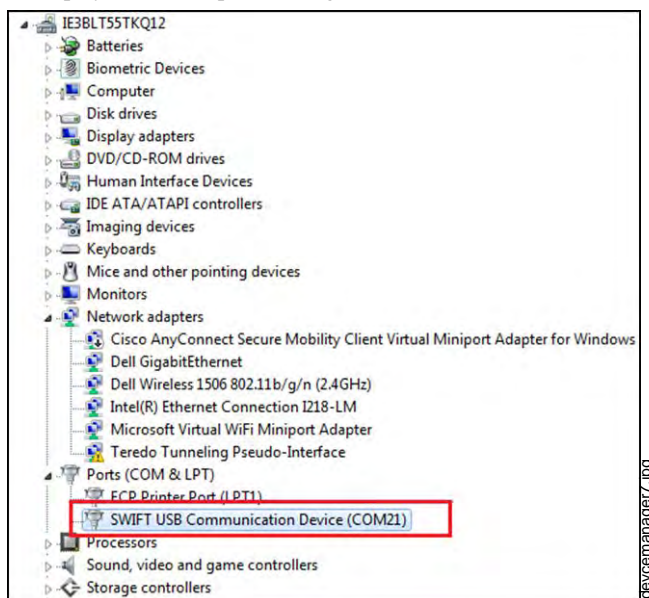 IE3BLT55TKQ12
Batteries
Biometric Devices
Computer
Disk drives
Display adapters
DVD/CD-ROM drives
Human Interface Devices
IDE ATA/ATAPI controllers
Imaging devices
Keyboards
Mice and other pointing devices
Monitors
Network adapters
Cisco AnyConnect Secure Mobility Client Virtual Miniport Adapter for Windows
Dell GigabitEthernet
Dell Wireless 1506 802.11b/g/n (2.4GHz)
Intel(R) Ethernet Connection I218-LM
Microsoft Virtual WiFi Miniport Adapter
Teredo Tunneling Pseudo-Interface
Ports (COM & LPT)
ECP Printer Port (LPT1)
SWIFT USB Communication Device (COM21)
Processors
Sound, video and game controllers
Storage controllers
devcemanager7.jpg